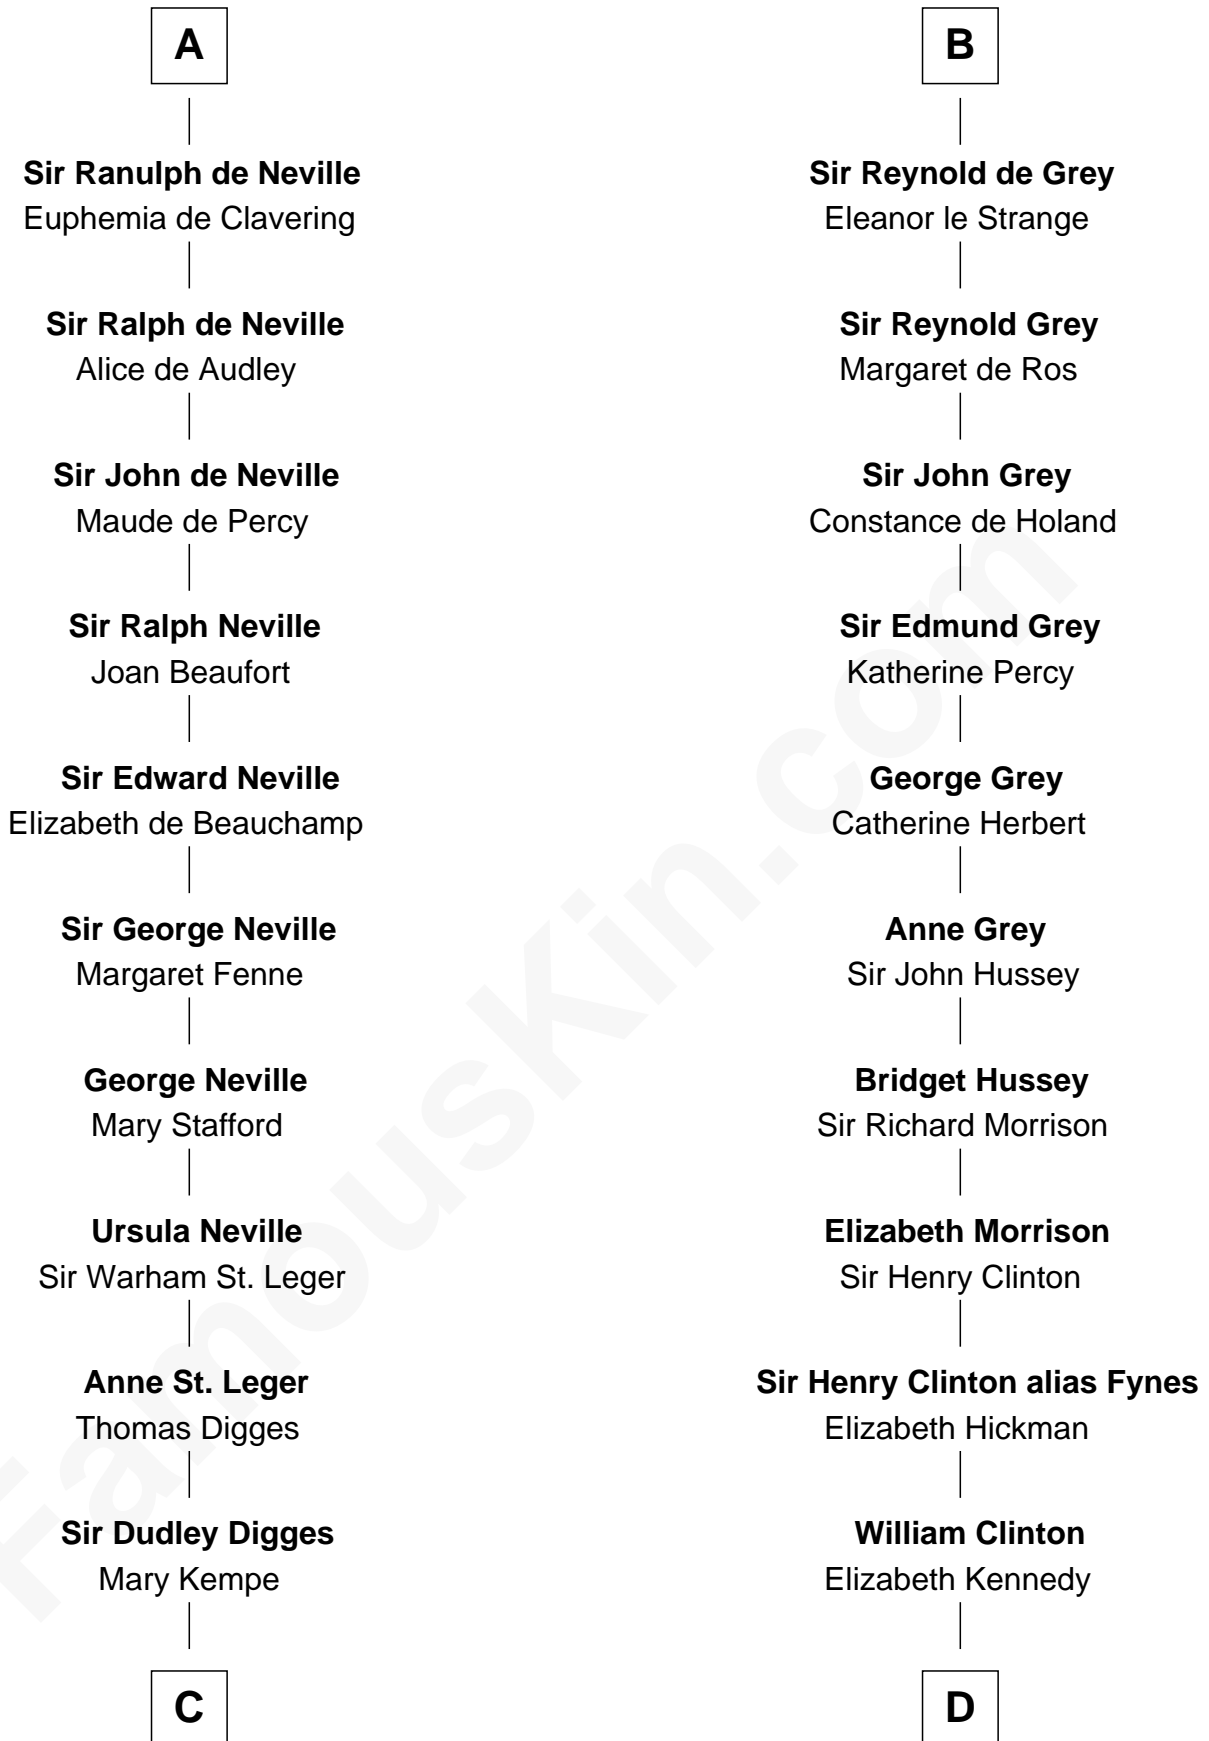 A
Sir Ranulph de Neville
Euphemia de Clavering
Sir Ralph de Neville
Alice de Audley
Sir John de Neville
Maude de Percy
Sir Ralph Neville
Joan Beaufort
Sir Edward Neville
Elizabeth de Beauchamp
Sir George Neville
Margaret Fenne
George Neville
Mary Stafford
Ursula Neville
Sir Warham St. Leger
Anne St. Leger
Thomas Digges
Sir Dudley Digges
Mary Kempe
C
B
Sir Reynold de Grey
Eleanor le Strange
Sir Reynold Grey
Margaret de Ros
Sir John Grey
Constance de Holand
Sir Edmund Grey
Katherine Percy
George Grey
Catherine Herbert
Anne Grey
Sir John Hussey
Bridget Hussey
Sir Richard Morrison
Elizabeth Morrison
Sir Henry Clinton
Sir Henry Clinton alias Fynes
Elizabeth Hickman
William Clinton
Elizabeth Kennedy
D
FamousKin.com